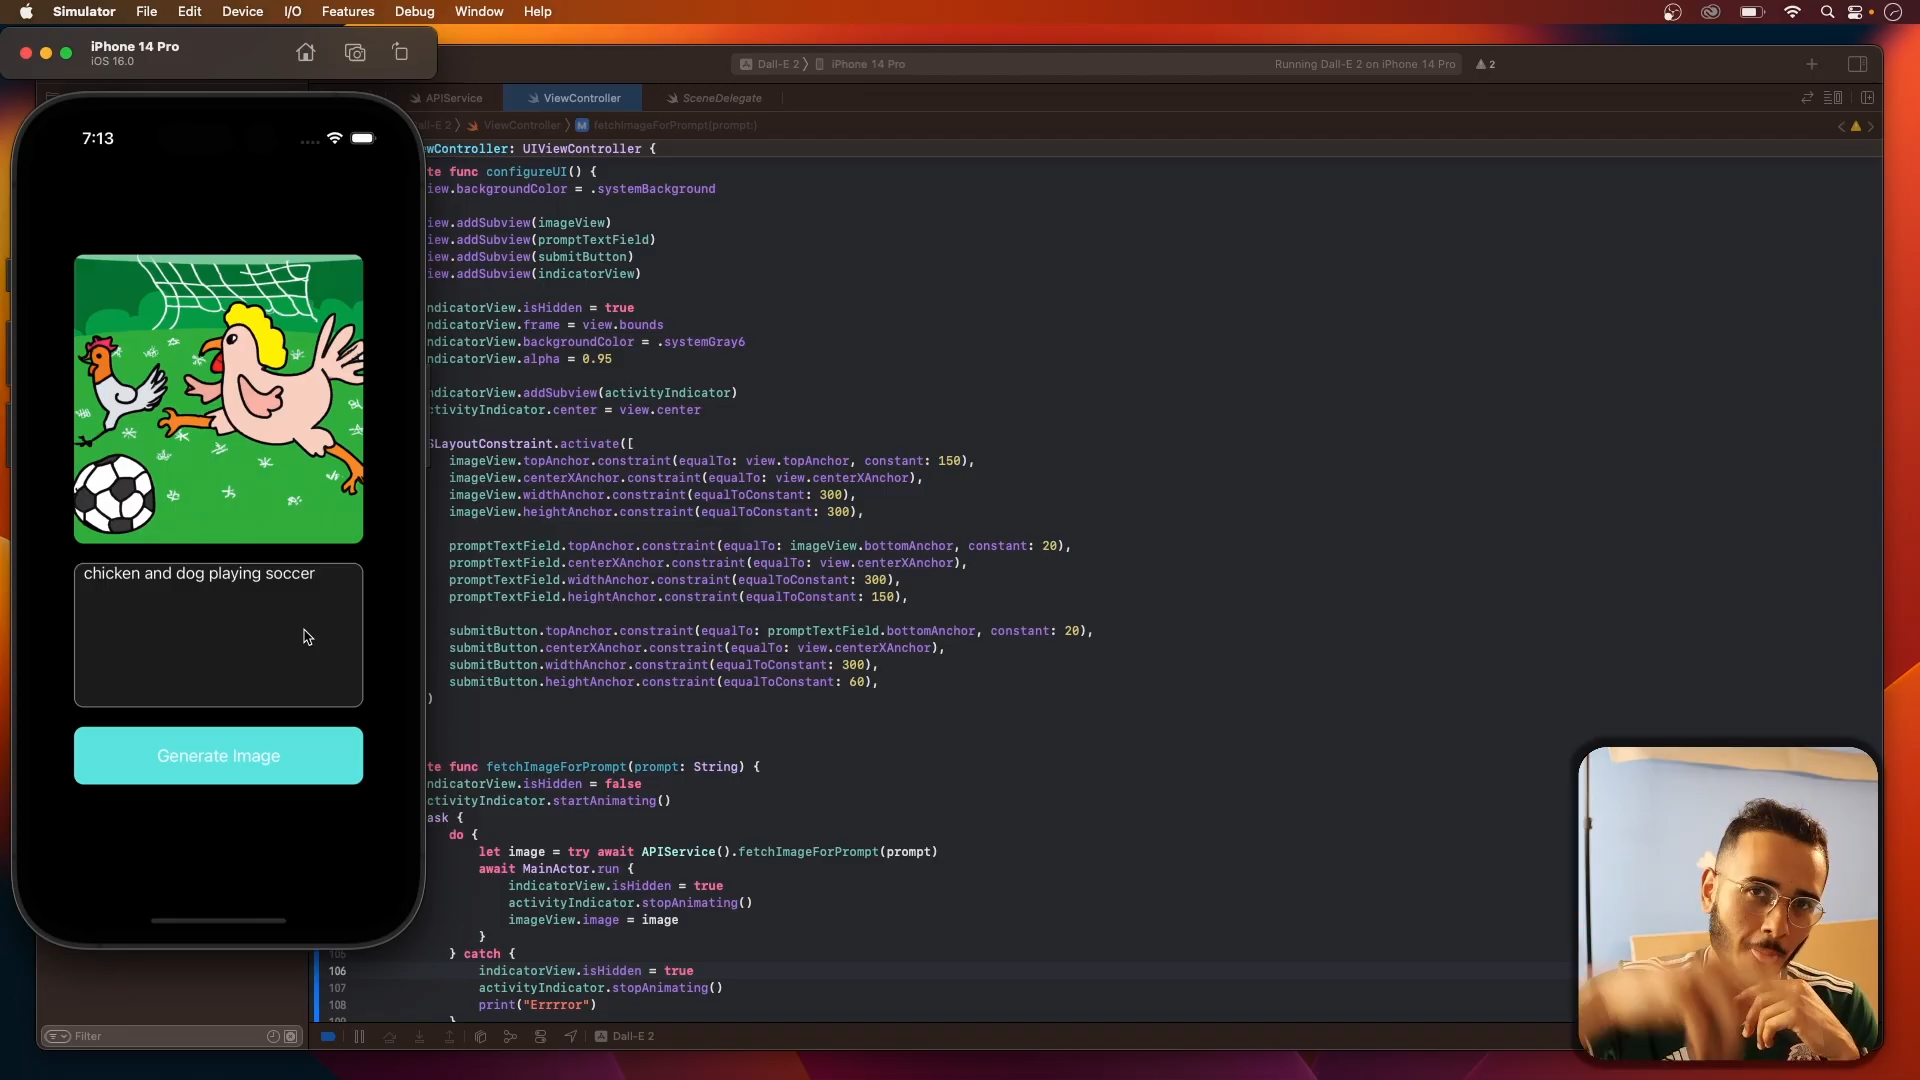 Simulator File Edit Device I/O Features Debug Window Help
iPhone 14 Pro
iOS 16.0
Dall-E 2 iPhone 14 Pro
Running Dall-E 2 on iPhone 14 Pro 2
APIService ViewController SceneDelegate
all-E 2 ViewController M fetchImageForPrompt(prompt:)
7:13
chicken and dog playing soccer
Generate Image
wController: UIViewController {
te func configureUI() {
iew.backgroundColor = .systemBackground
iew.addSubview(imageView)
iew.addSubview(promptTextField)
iew.addSubview(submitButton)
iew.addSubview(indicatorView)
ndicatorView.isHidden = true
ndicatorView.frame = view.bounds
ndicatorView.backgroundColor = .systemGray6
ndicatorView.alpha = 0.95
ndicatorView.addSubview(activityIndicator)
ctivityIndicator.center = view.center
SLayoutConstraint.activate([
imageView.topAnchor.constraint(equalTo: view.topAnchor, constant: 150),
imageView.centerXAnchor.constraint(equalTo: view.centerXAnchor),
imageView.widthAnchor.constraint(equalToConstant: 300),
imageView.heightAnchor.constraint(equalToConstant: 300),
promptTextField.topAnchor.constraint(equalTo: imageView.bottomAnchor, constant: 20),
promptTextField.centerXAnchor.constraint(equalTo: view.centerXAnchor),
promptTextField.widthAnchor.constraint(equalToConstant: 300),
promptTextField.heightAnchor.constraint(equalToConstant: 150),
submitButton.topAnchor.constraint(equalTo: promptTextField.bottomAnchor, constant: 20),
submitButton.centerXAnchor.constraint(equalTo: view.centerXAnchor),
submitButton.widthAnchor.constraint(equalToConstant: 300),
submitButton.heightAnchor.constraint(equalToConstant: 60),
)
te func fetchImageForPrompt(prompt: String) {
ndicatorView.isHidden = false
ctivityIndicator.startAnimating()
ask {
do {
let image = try await APIService().fetchImageForPrompt(prompt)
await MainActor.run {
indicatorView.isHidden = true
activityIndicator.stopAnimating()
imageView.image = image
}
105 } catch {
106 indicatorView.isHidden = true
107 activityIndicator.stopAnimating()
108 print("Errrror")
109 }
Filter
Dall-E 2